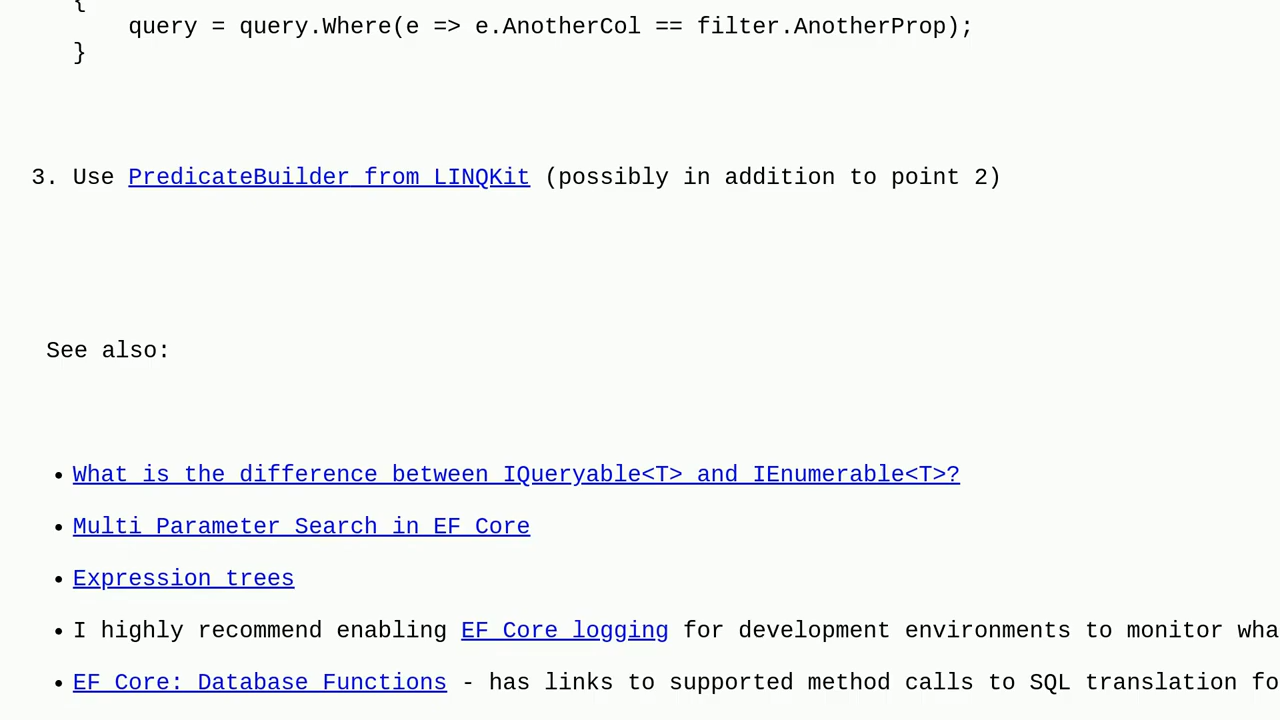 {
query = query.Where(e => e.AnotherCol == filter.AnotherProp);
}
3. Use PredicateBuilder from LINQKit (possibly in addition to point 2)
See also:
• What is the difference between IQueryable<T> and IEnumerable<T>?
• Multi Parameter Search in EF Core
• Expression trees
• I highly recommend enabling EF Core logging for development environments to monitor wha
• EF Core: Database Functions - has links to supported method calls to SQL translation fo